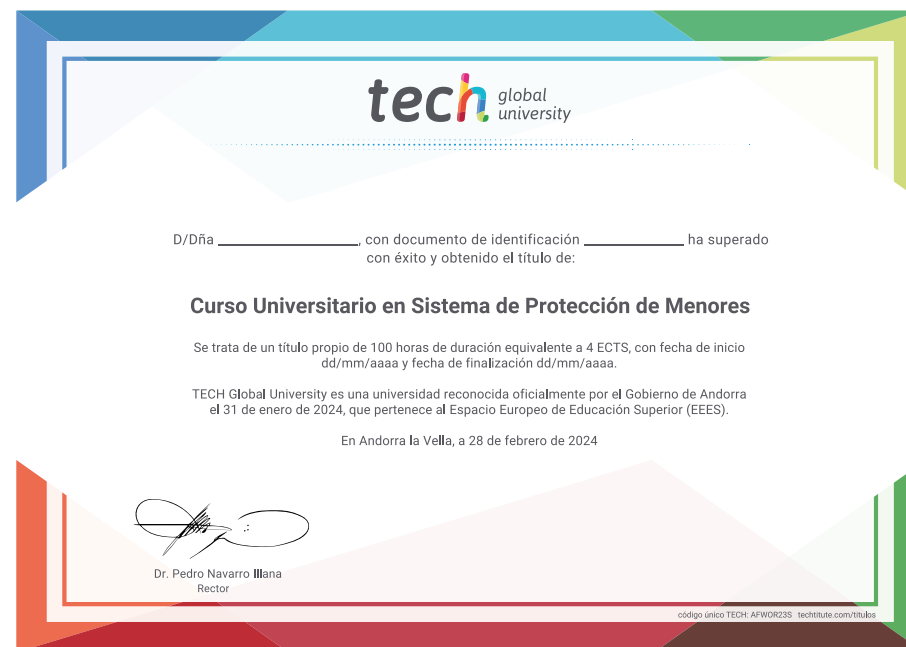 tech global university
D/Dña ______________, con documento de identificación __________ ha superado
con éxito y obtenido el título de:
Curso Universitario en Sistema de Protección de Menores
Se trata de un título propio de 100 horas de duración equivalente a 4 ECTS, con fecha de inicio
dd/mm/aaaa y fecha de finalización dd/mm/aaaa.
TECH Global University es una universidad reconocida oficialmente por el Gobierno de Andorra
el 31 de enero de 2024, que pertenece al Espacio Europeo de Educación Superior (EEES).
En Andorra la Vella, a 28 de febrero de 2024
Dr. Pedro Navarro Illana
Rector
código único TECH: AFWOR23S techtitute.com/titulos